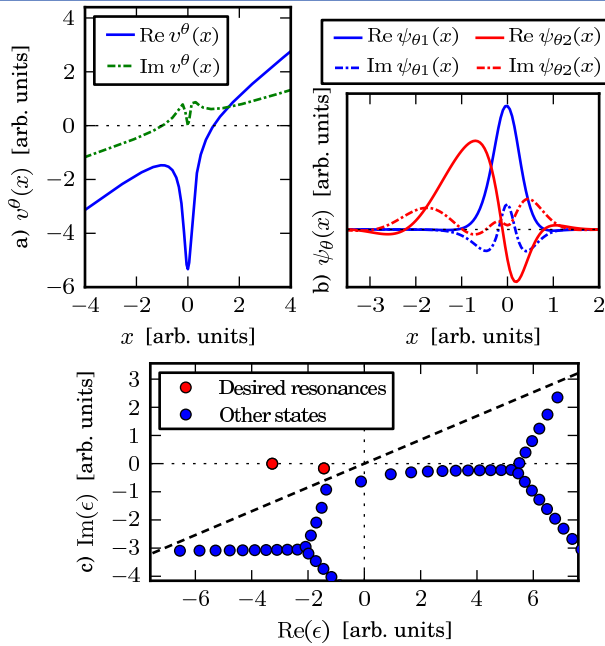 4
2
0
−2
−4
−6
−4
−2
0
2
4
Re v^θ(x)
Im v^θ(x)
a) v^θ(x) [arb. units]
x [arb. units]
Re ψ_θ1(x)
Re ψ_θ2(x)
Im ψ_θ1(x)
Im ψ_θ2(x)
b) ψ_θ(x) [arb. units]
−3
−2
−1
0
1
2
x [arb. units]
3
2
1
0
−1
−2
−3
−4
Desired resonances
Other states
c) Im(ϵ) [arb. units]
−6
−4
−2
0
2
4
6
Re(ϵ) [arb. units]